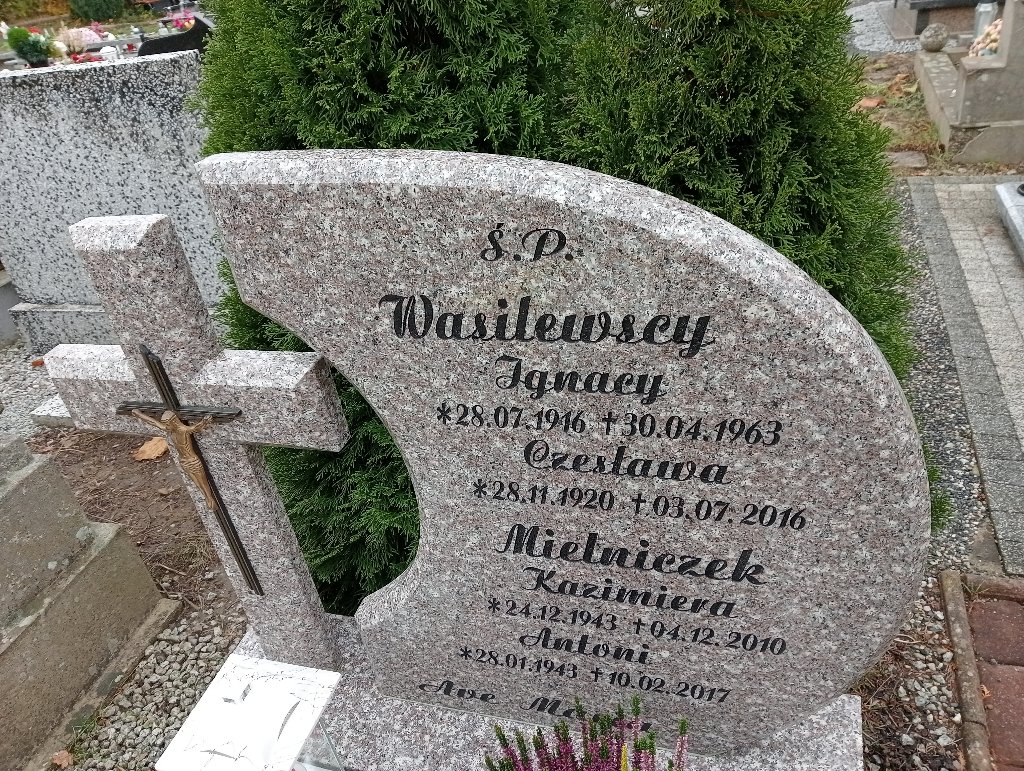 Ś.P.
Wasilewscy
Ignacy
*28.07.1916 †30.04.1963
Czesława
*28.11.1920 †03.07.2016
Mielniczek
Kazimiera
*24.12.1943 †04.12.2010
Antoni
*28.01.1943 †10.02.2017
Ave